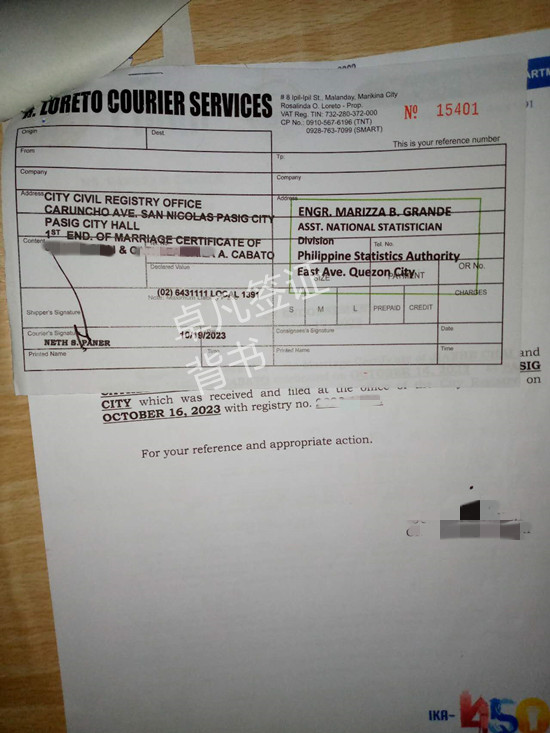 ARTM
LORETO COURIER SERVICES
# 8 Ipil-Ipil St., Malanday, Marikina City
Rosalinda O. Loreto - Prop.
VAT Reg. TIN: 732-280-372-000
CP No.: 0910-567-6196 (TNT)
0928-763-7099 (SMART)
No 15401
This is your reference number
Origin
Dest.
From
Tp:
Company
Company
Address
CITY CIVIL REGISTRY OFFICE
CARUNCHO AVE. SAN NICOLAS PASIG CITY
PASIG CITY HALL
Address
ENGR. MARIZZA B. GRANDE
ASST. NATIONAL STATISTICIAN
Division
Tel. No.
Philippine Statistics Authority
East Ave. Quezon City
Content
1ST END. OF MARRIAGE CERTIFICATE OF
& A. CABATO
Declared Value
(02) 6431111 LOCAL 1391
SIZE
PAYMENT
OR No.
CHARGES
S
M
L
PREPAID
CREDIT
Shipper's Signature
Courier's Signature
NETH S. PANER
Printed Name
10/19/2023
Time
Consignee's Signature
Printed Name
Date
Time
卓凡签证
背书
and
SIG
CITY which was received and filed at the office of
on
OCTOBER 16, 2023 with registry no.
For your reference and appropriate action.
IKA-450